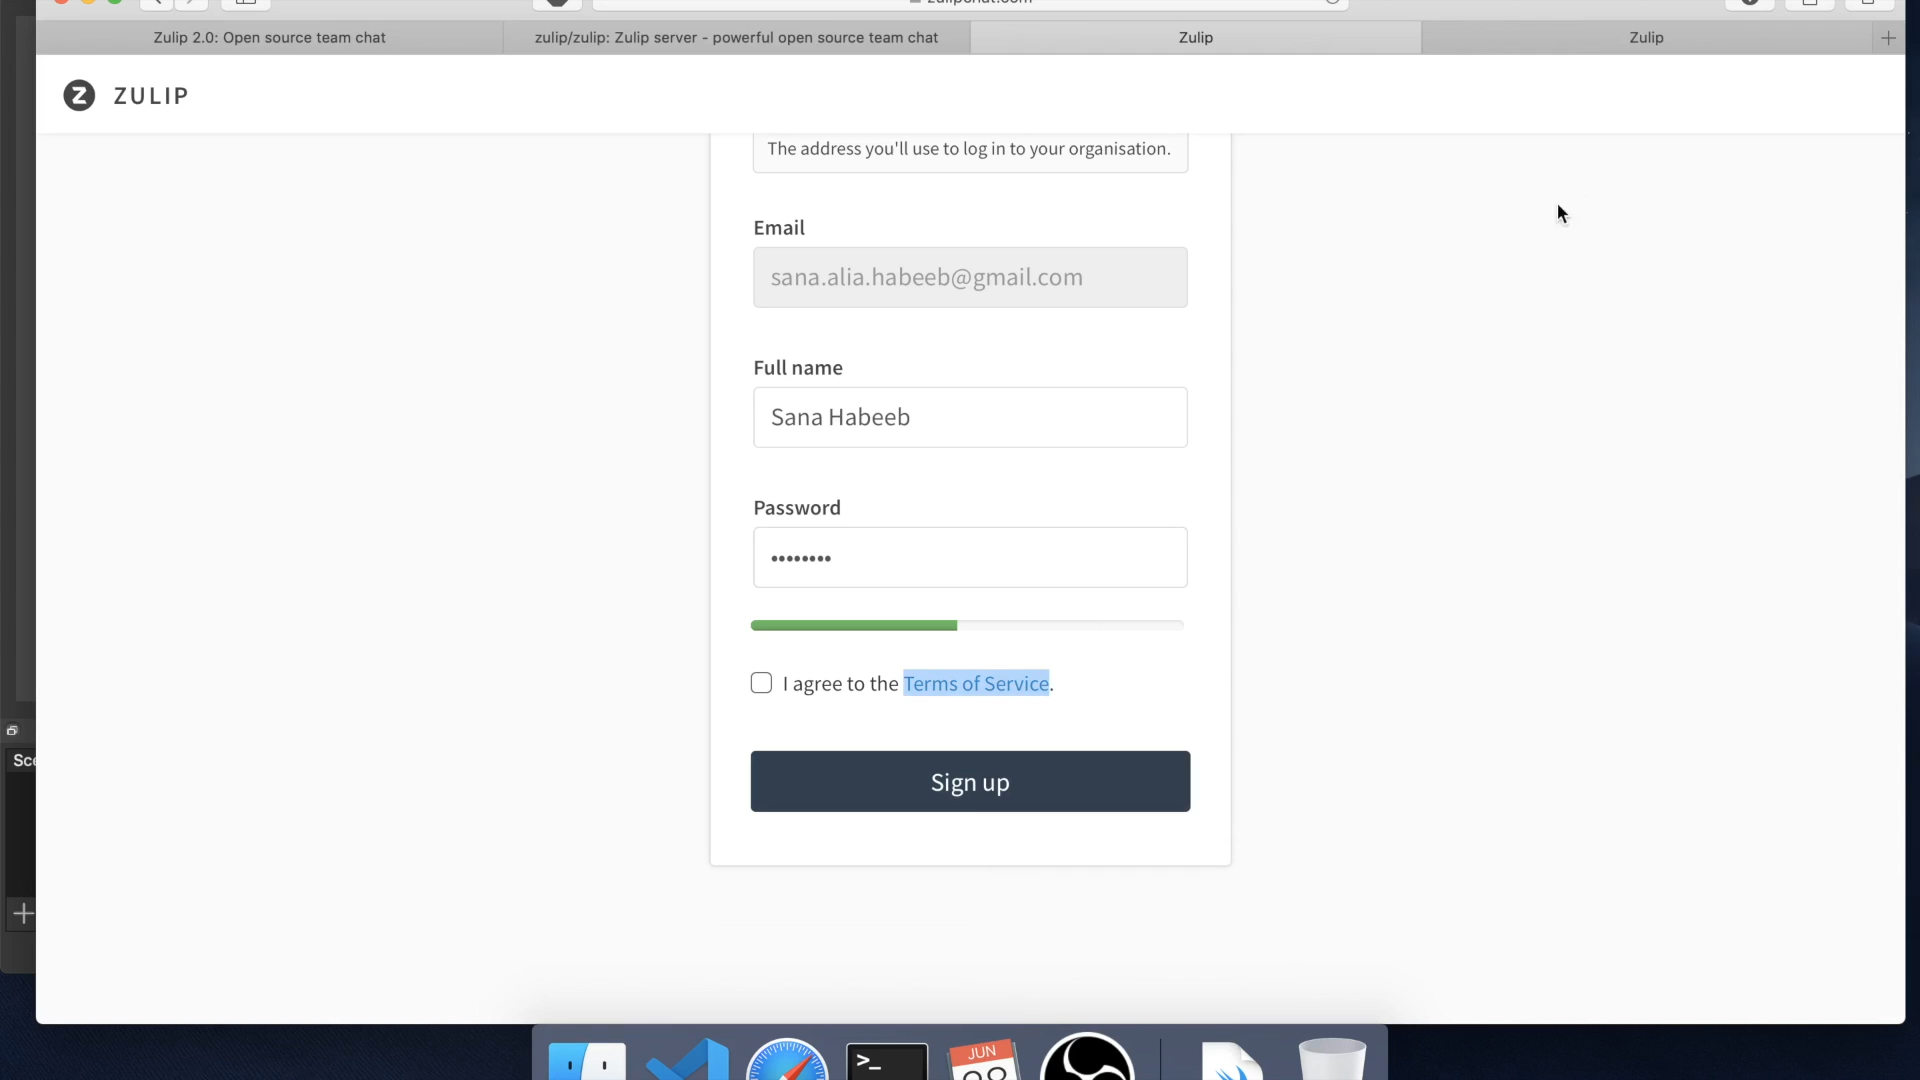 Zulip 2.0: Open source team chat
zulip/zulip: Zulip server - powerful open source team chat
Zulip
Zulip
ZULIP
The address you'll use to log in to your organisation.
Email
sana.alia.habeeb@gmail.com
Full name
Sana Habeeb
Password
••••••••
I agree to the Terms of Service.
Sign up
Sce
JUN